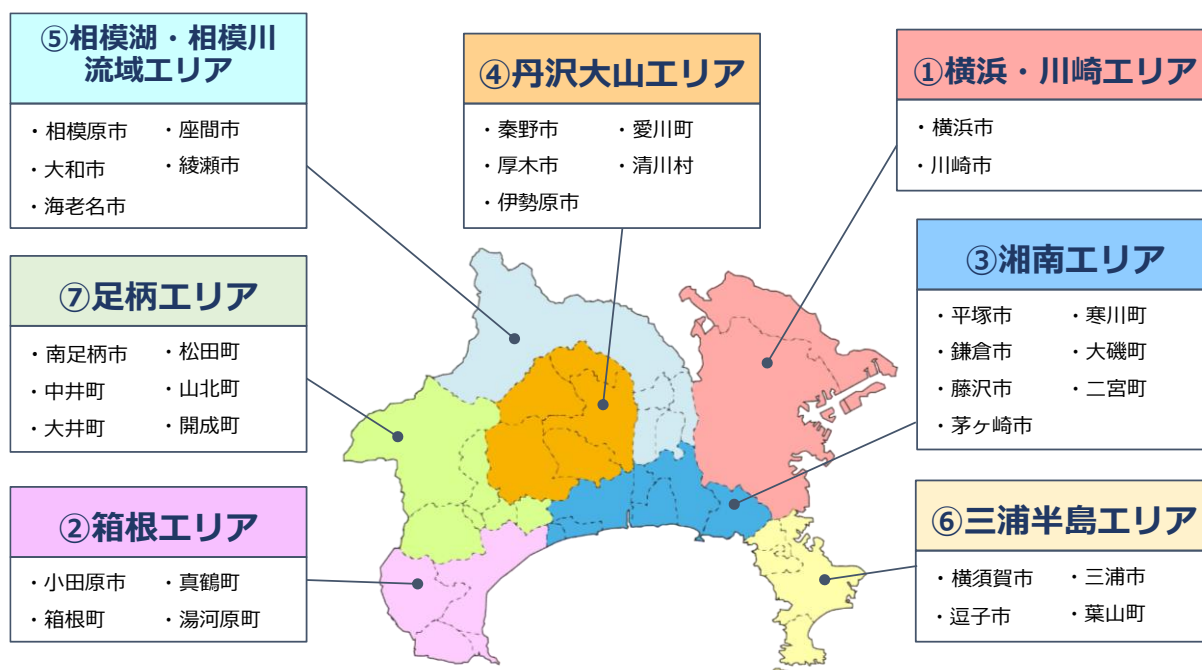 ⑤相模湖・相模川
流域エリア
・相模原市 ・座間市
・大和市 ・綾瀬市
・海老名市
④丹沢大山エリア
・秦野市 ・愛川町
・厚木市 ・清川村
・伊勢原市
①横浜・川崎エリア
・横浜市
・川崎市
③湘南エリア
・平塚市 ・寒川町
・鎌倉市 ・大磯町
・藤沢市 ・二宮町
・茅ヶ崎市
⑦足柄エリア
・南足柄市 ・松田町
・中井町 ・山北町
・大井町 ・開成町
②箱根エリア
・小田原市 ・真鶴町
・箱根町 ・湯河原町
⑥三浦半島エリア
・横須賀市 ・三浦市
・逗子市 ・葉山町